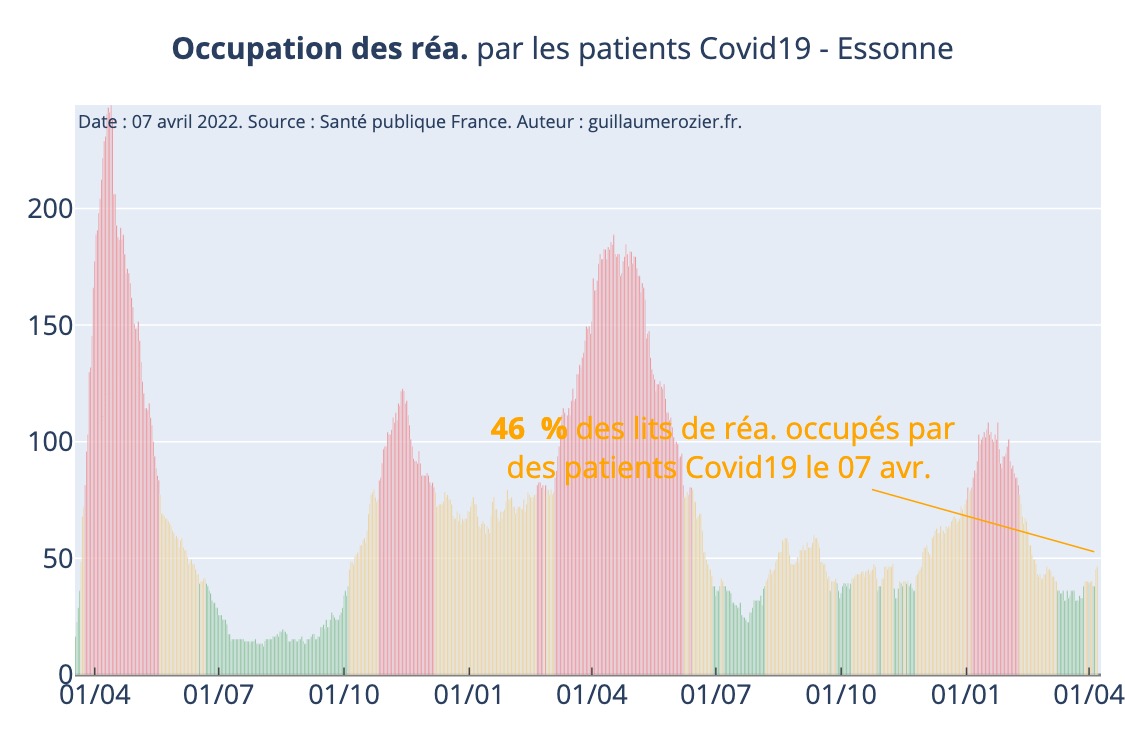 Occupation des réa. par les patients Covid19 - Essonne
Date : 07 avril 2022. Source : Santé publique France. Auteur : guillaumerozier.fr.
200
150
100
50
0
46 % des lits de réa. occupés par
des patients Covid19 le 07 avr.
01/04 01/07 01/10 01/01 01/04 01/07 01/10 01/01 01/04